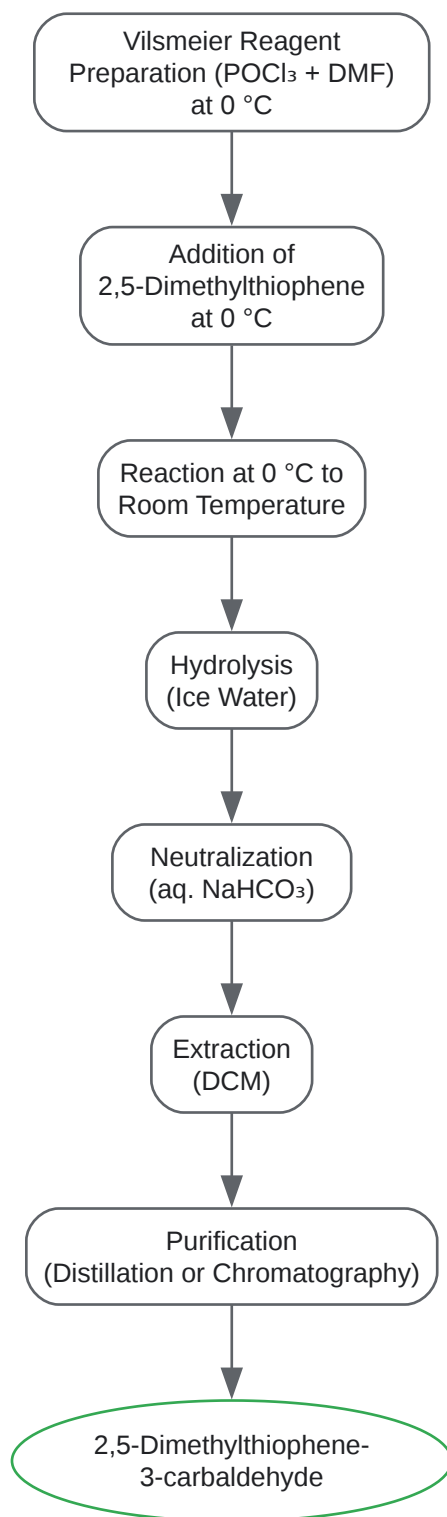 Vilsmeier Reagent
Preparation (POCl₃ + DMF)
at 0 °C
Addition of
2,5-Dimethylthiophene
at 0 °C
Reaction at 0 °C to
Room Temperature
Hydrolysis
(Ice Water)
Neutralization
(aq. NaHCO₃)
Extraction
(DCM)
Purification
(Distillation or Chromatography)
2,5-Dimethylthiophene-
3-carbaldehyde